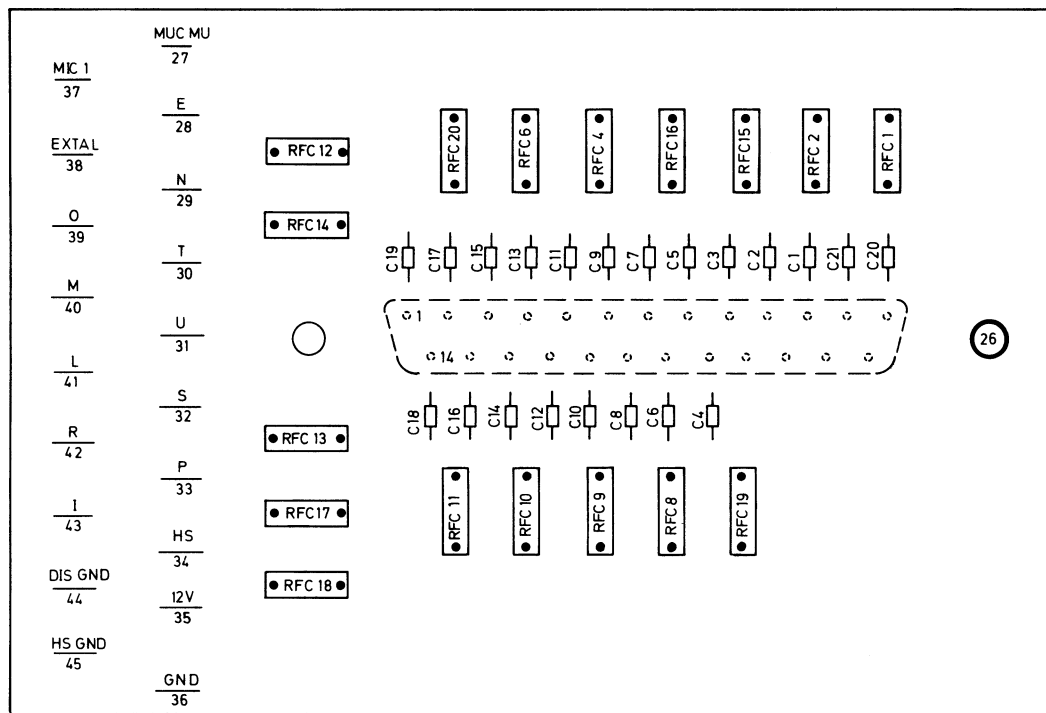 MUC MU
27
MIC 1
37
E
28
EXTAL
38
N
29
O
39
T
30
M
40
U
31
L
41
S
32
R
42
P
33
I
43
HS
34
DIS GND
44
12V
35
HS GND
45
GND
36
RFC 12
RFC 14
RFC 13
RFC17
RFC 18
RFC 20
RFC 6
RFC 4
RFC16
RFC15
RFC 2
RFC 1
C19
C17
C15
C13
C11
C9
C7
C5
C3
C2
C1
C21
C20
1
14
26
C18
C16
C14
C12
C10
C8
C6
C4
RFC 11
RFC 10
RFC 9
RFC 8
RFC 19